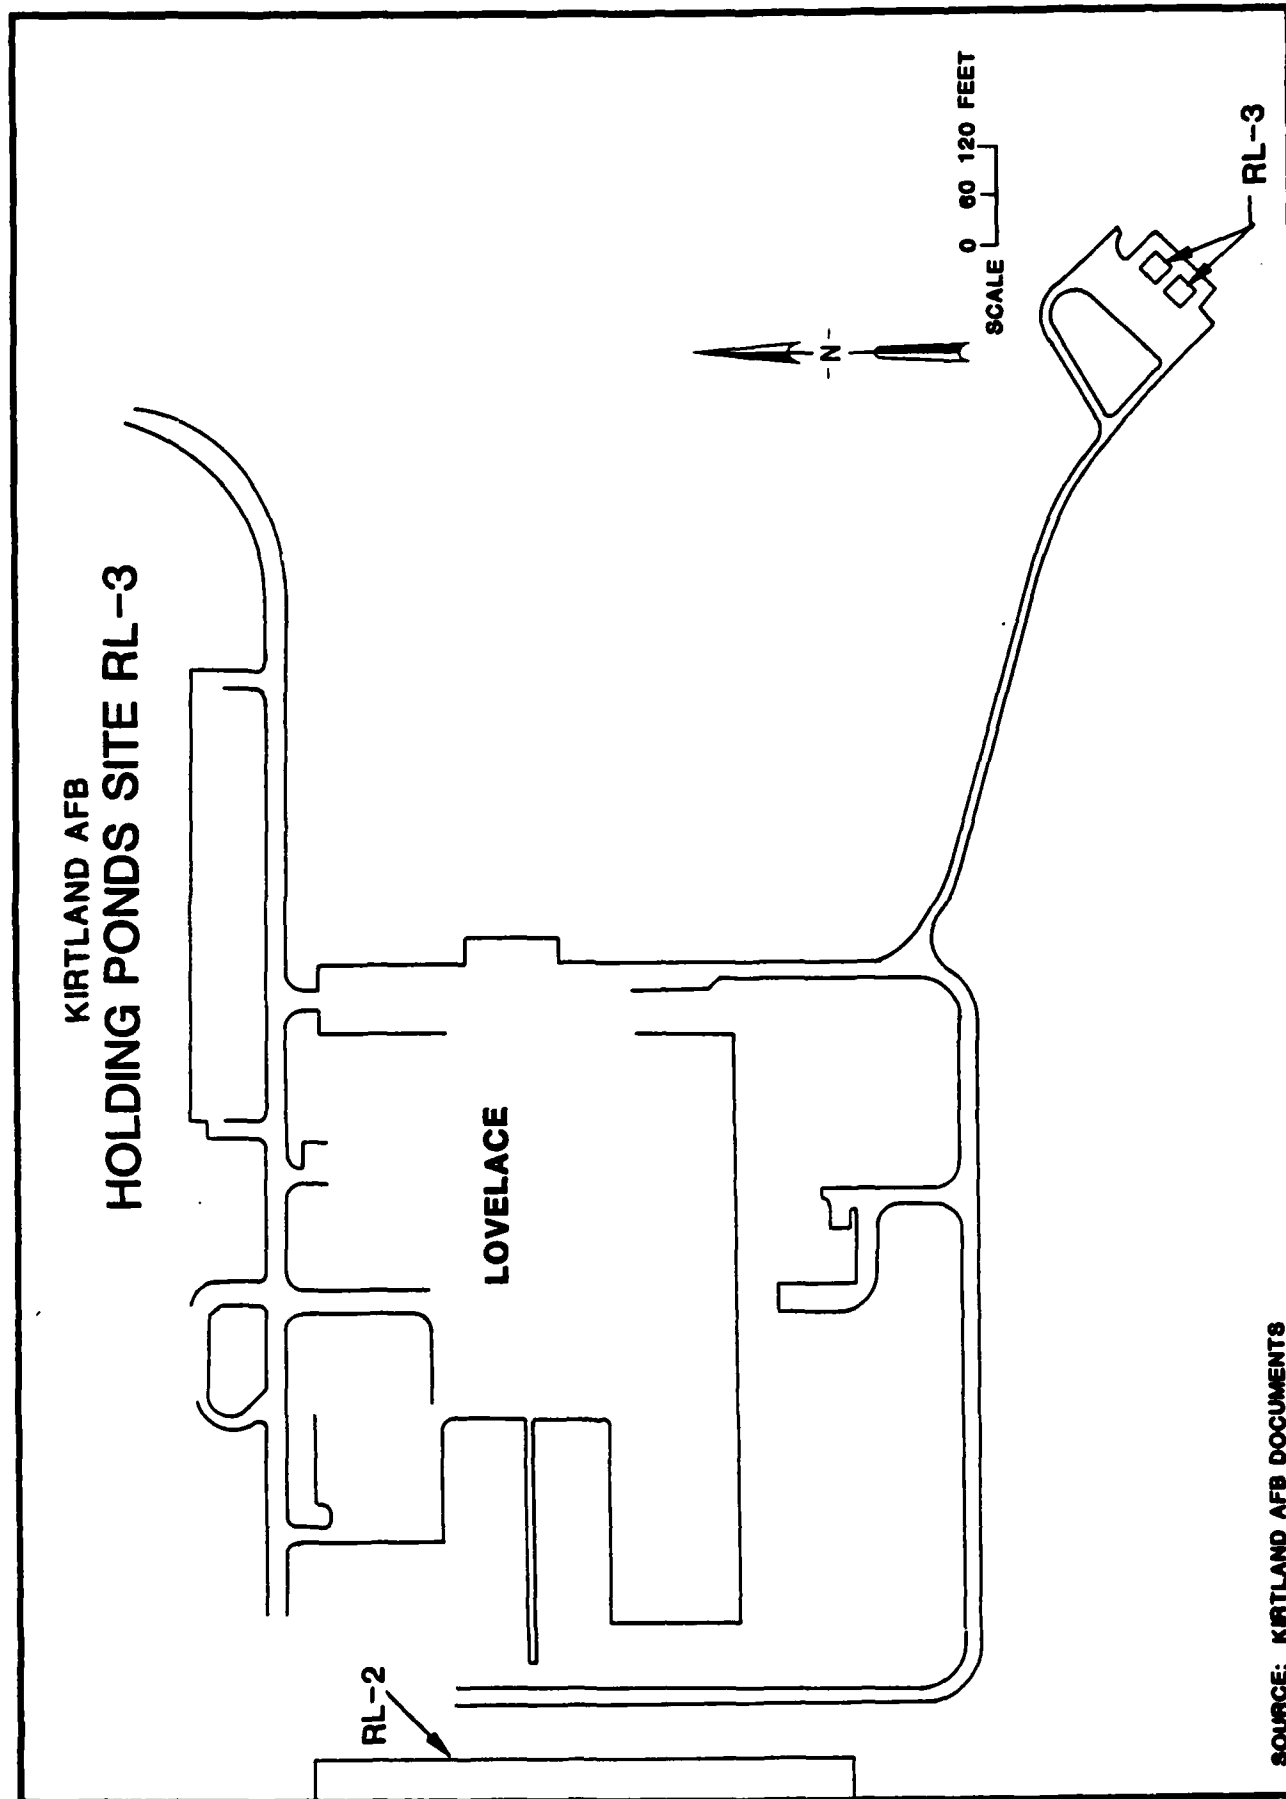 KIRTLAND AFB
HOLDING PONDS SITE RL-3
RL-2
LOVELACE
-N-
SCALE
0 60 120 FEET
RL-3
SOURCE: KIRTLAND AFB DOCUMENTS